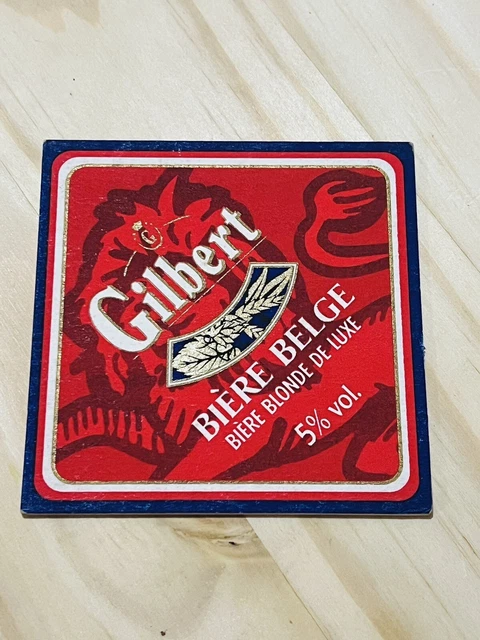 G
Gilbert
BIÈRE BELGE
BIÈRE BLONDE DE LUXE
5% vol.